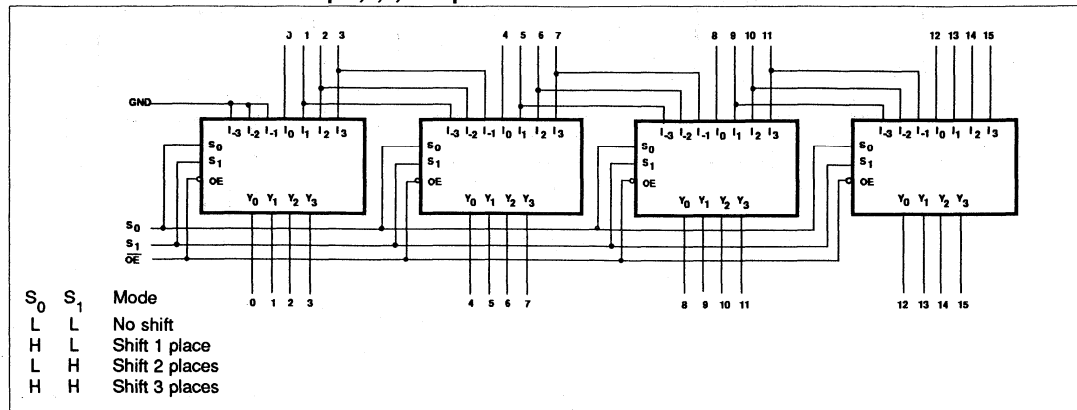 0 1 2 3 4 5 6 7 8 9 10 11 12 13 14 15
GND
I-3 I-2 I-1 I0 I1 I2 I3 I-3 I-2 I-1 I0 I1 I2 I3 I-3 I-2 I-1 I0 I1 I2 I3 I-3 I-2 I-1 I0 I1 I2 I3
S0 S0 S0 S0
S1 S1 S1 S1
OE OE OE OE
Y0 Y1 Y2 Y3 Y0 Y1 Y2 Y3 Y0 Y1 Y2 Y3 Y0 Y1 Y2 Y3
S0
S1
OE
0 1 2 3 4 5 6 7 8 9 10 11 12 13 14 15
S0 S1 Mode
L L No shift
H L Shift 1 place
L H Shift 2 places
H H Shift 3 places